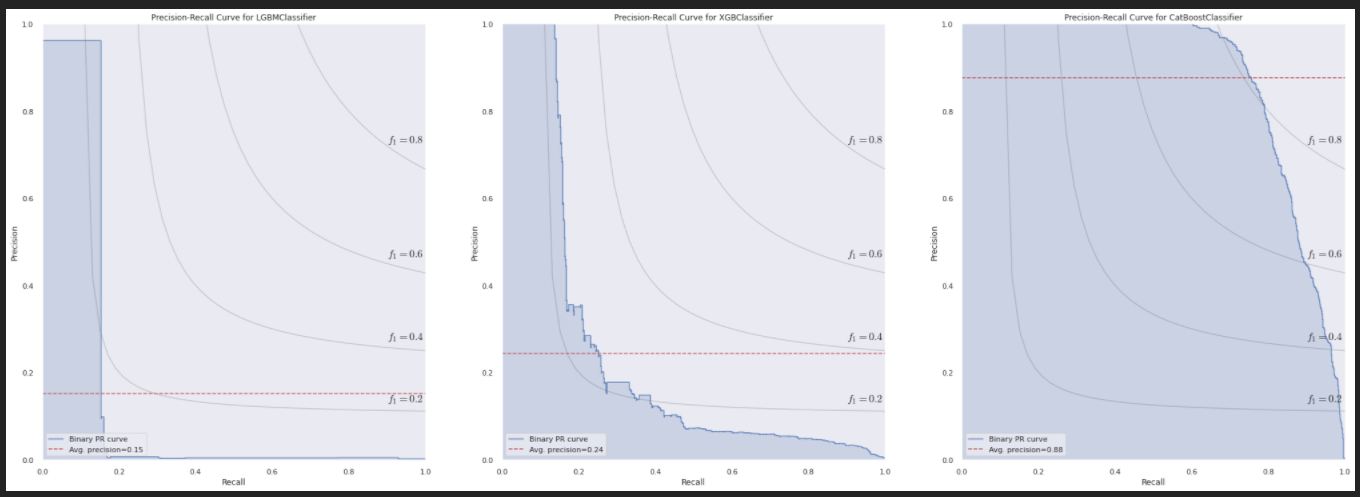 Precision-Recall Curve for LGBMClassifier
1.0
0.8
0.6
0.4
0.2
0.0
Precision
f1 = 0.8
f1 = 0.6
f1 = 0.4
f1 = 0.2
Binary PR curve
Avg. precision=0.15
0.0 0.2 0.4 0.6 0.8 1.0
Recall
Precision-Recall Curve for XGBClassifier
1.0
0.8
0.6
0.4
0.2
0.0
Precision
f1 = 0.8
f1 = 0.6
f1 = 0.4
f1 = 0.2
Binary PR curve
Avg. precision=0.24
0.0 0.2 0.4 0.6 0.8 1.0
Recall
Precision-Recall Curve for CatBoostClassifier
1.0
0.8
0.6
0.4
0.2
0.0
Precision
f1 = 0.8
f1 = 0.6
f1 = 0.4
f1 = 0.2
Binary PR curve
Avg. precision=0.88
0.0 0.2 0.4 0.6 0.8 1.0
Recall